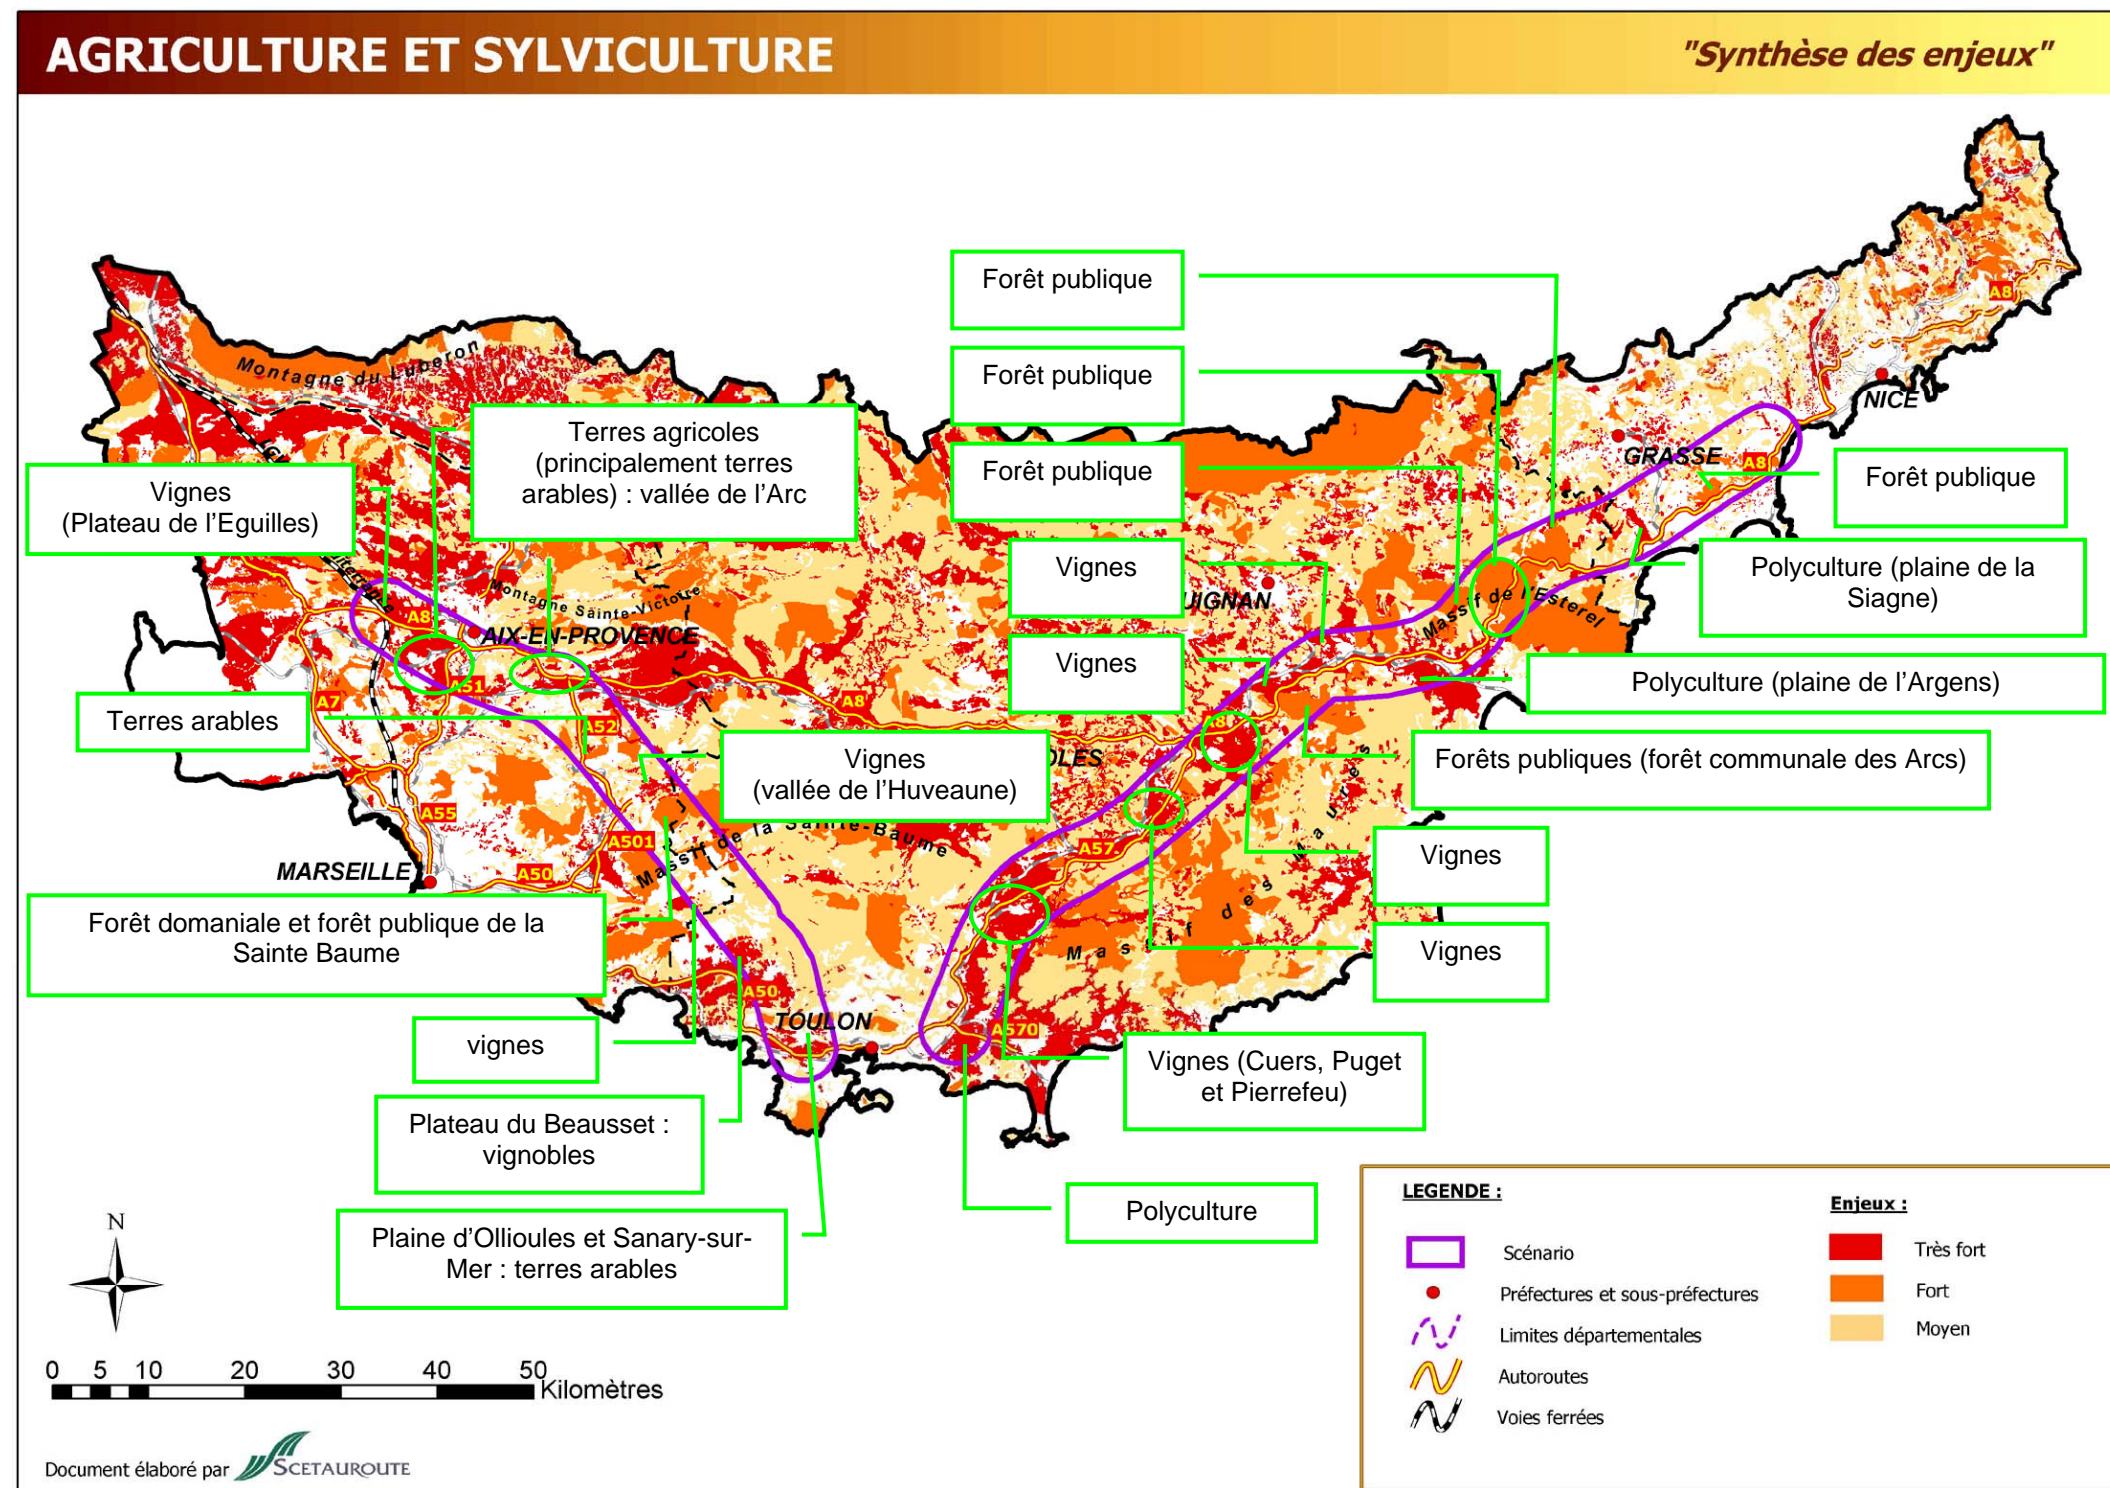 AGRICULTURE ET SYLVICULTURE
"Synthèse des enjeux"
Forêt publique
Forêt publique
Forêt publique
Vignes
Vignes
Terres agricoles
(principalement terres
arables) : vallée de l'Arc
Vignes
(Plateau de l'Eguilles)
Terres arables
Vignes
(vallée de l'Huveaune)
Forêt publique
Polyculture (plaine de la
Siagne)
Polyculture (plaine de l'Argens)
Forêts publiques (forêt communale des Arcs)
Vignes
Vignes
Forêt domaniale et forêt publique de la
Sainte Baume
vignes
Plateau du Beausset :
vignobles
Plaine d'Ollioules et Sanary-sur-
Mer : terres arables
Vignes (Cuers, Puget
et Pierrefeu)
Polyculture
Montagne du Luberon
Montagne Sainte-Victoire
Massif de la Sainte-Baume
Massif des Maures
Massif de l'Esterel
AIX-EN-PROVENCE
MARSEILLE
TOULON
UIGNAN
OLES
GRASSE
NICE
A8
A8
A8
A8
A8
A7
A51
A52
A55
A501
A50
A50
A57
A570
N
0 5 10 20 30 40 50
Kilomètres
Document élaboré par SCETAUROUTE
LEGENDE :
Scénario
Préfectures et sous-préfectures
Limites départementales
Autoroutes
Voies ferrées
Enjeux :
Très fort
Fort
Moyen